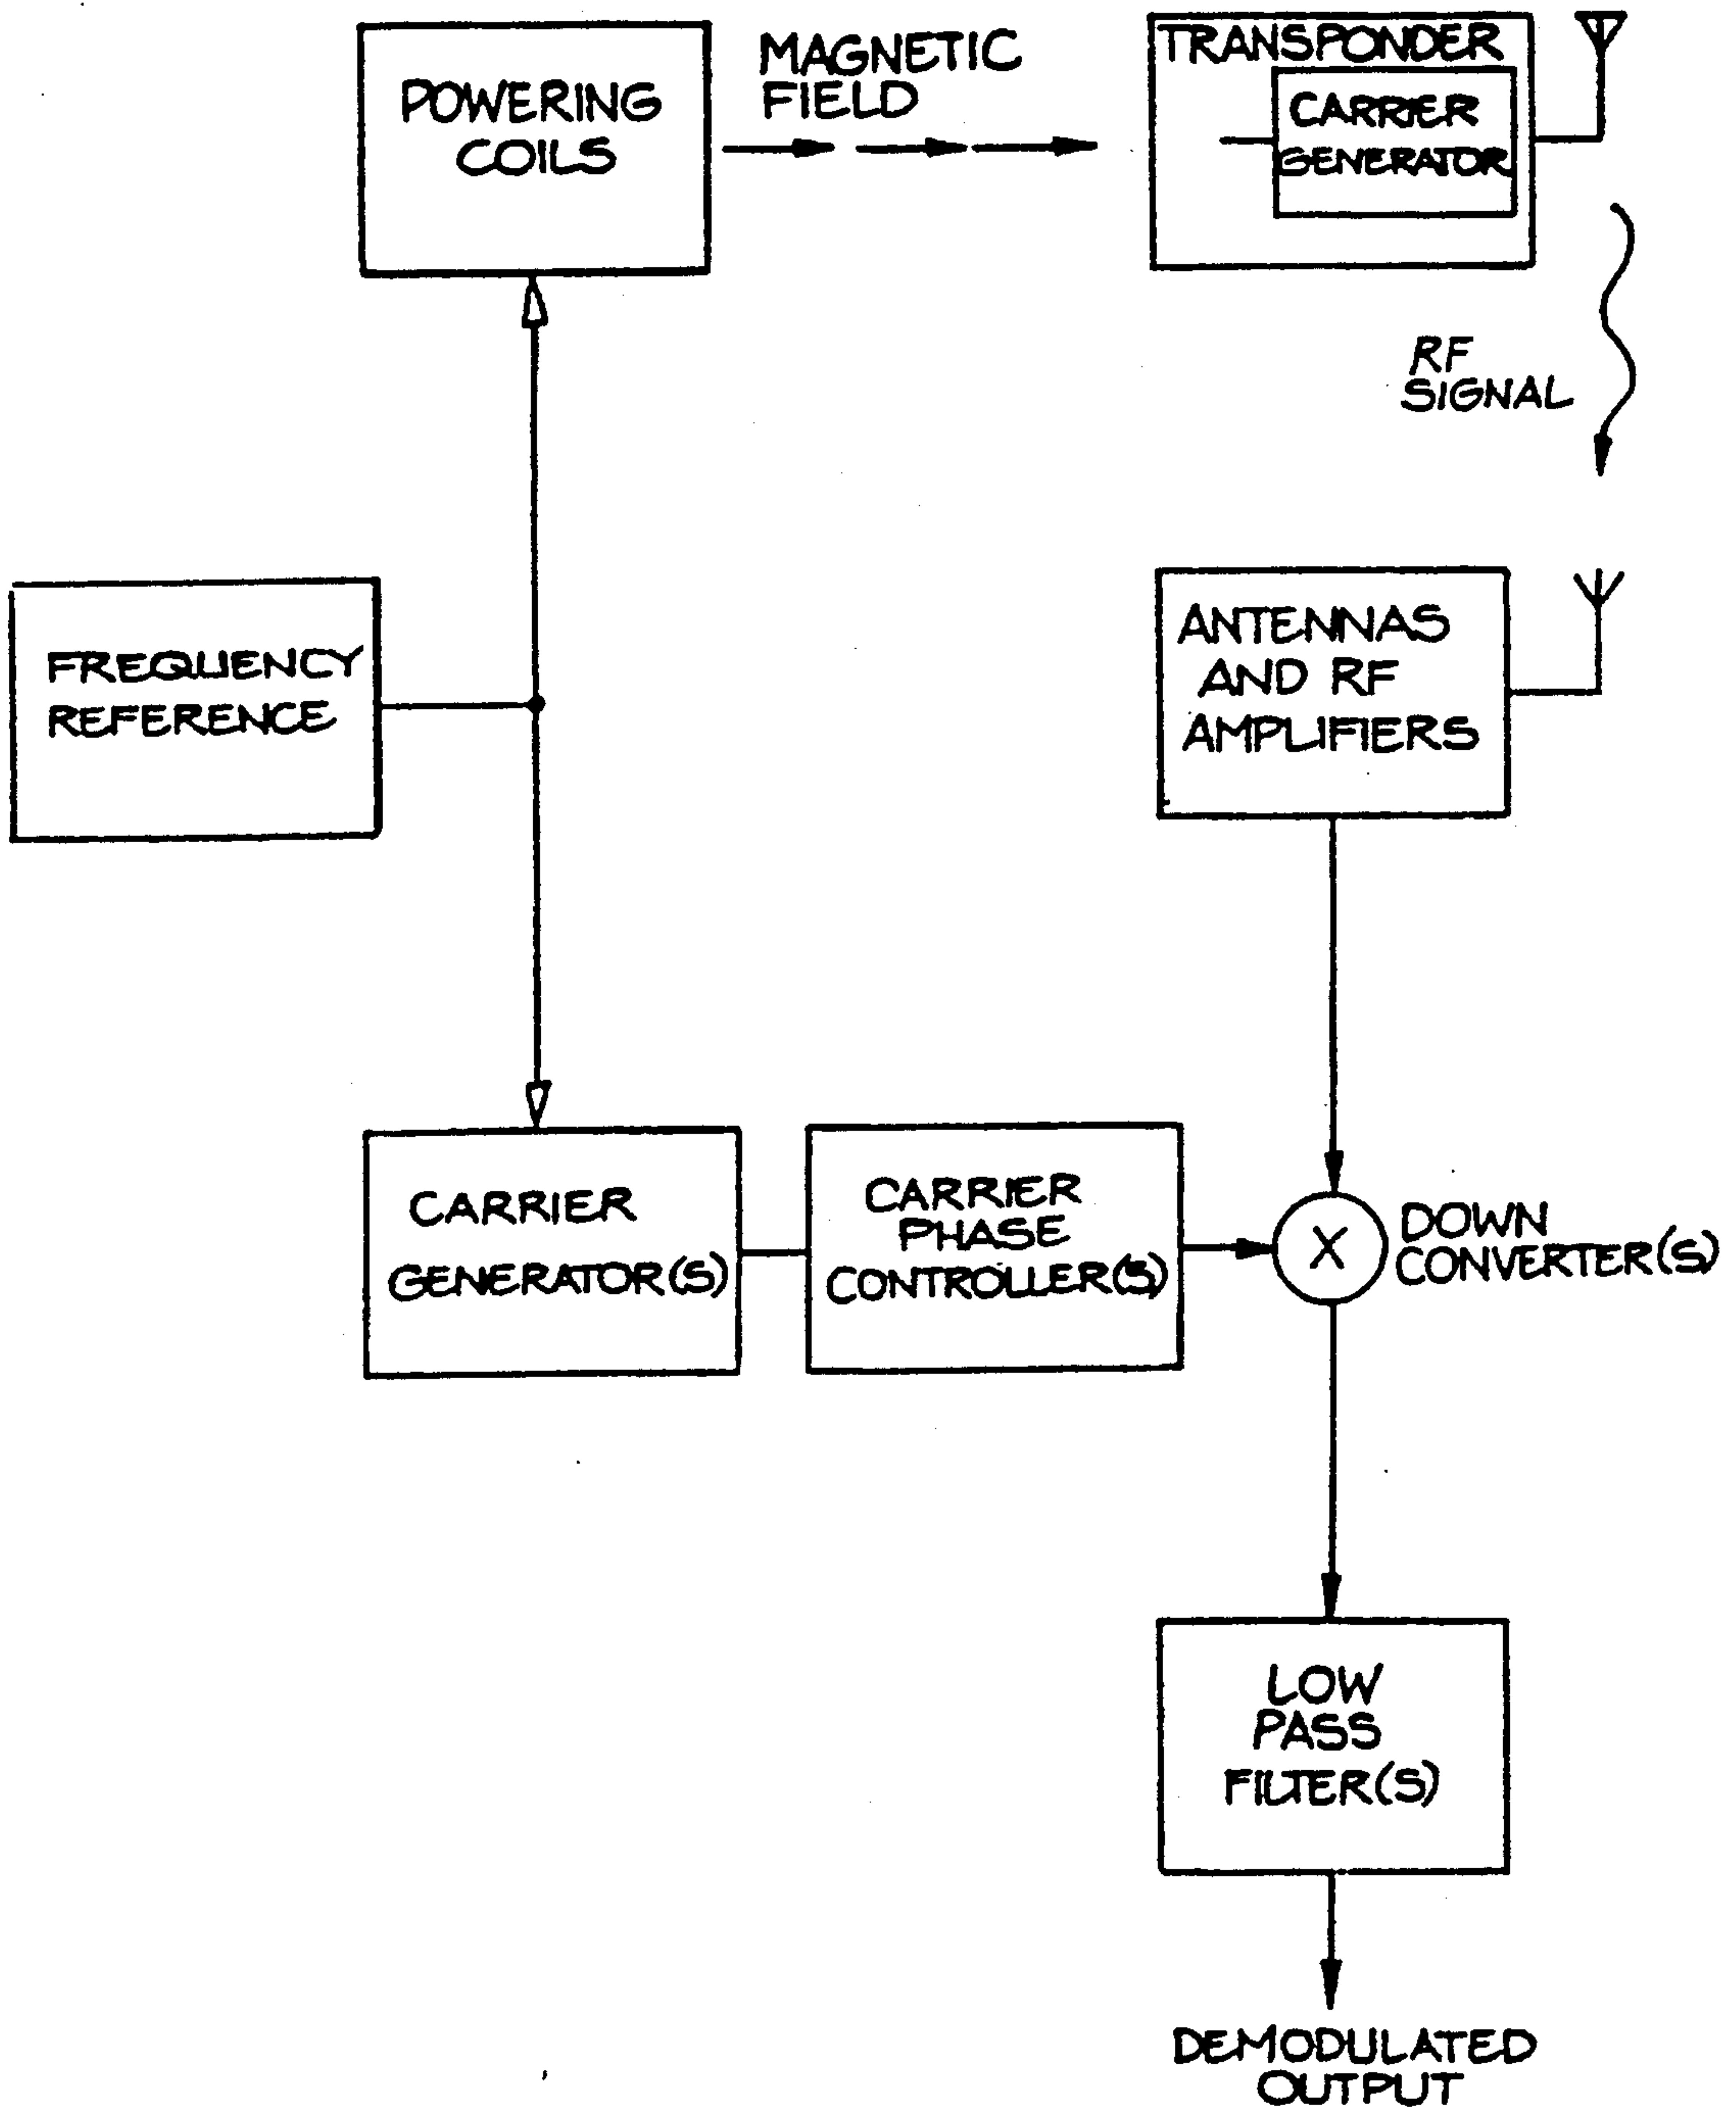 POWERING
COILS
MAGNETIC
FIELD
TRANSPONDER
CARRIER
GENERATOR
RF
SIGNAL
FREQUENCY
REFERENCE
ANTENNAS
AND RF
AMPLIFIERS
CARRIER
GENERATOR(S)
CARRIER
PHASE
CONTROLLER(S)
X
DOWN
CONVERTER(S)
LOW
PASS
FILTER(S)
DEMODULATED
OUTPUT